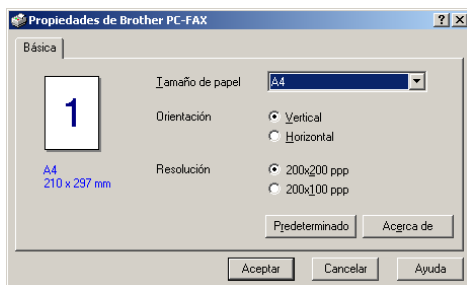 Propiedades de Brother PC-FAX
Básica
Tamaño de papel
A4
1
Orientación
Vertical
Horizontal
A4
210 x 297 mm
Resolución
200x200 ppp
200x100 ppp
Predeterminado Acerca de
Aceptar Cancelar Ayuda